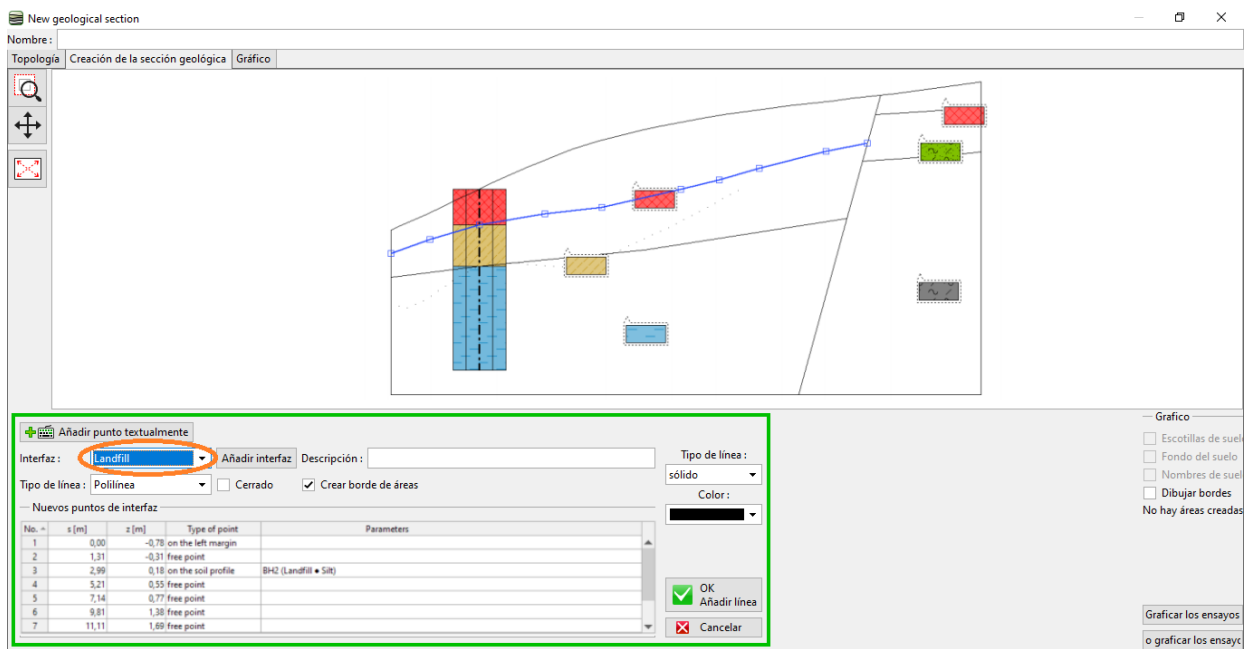 New geological section
Nombre :
Topología Creación de la sección geológica Gráfico
Añadir punto textualmente
Interfaz : Landfill Añadir interfaz Descripción :
Tipo de línea : Polilínea Cerrado Crear borde de áreas
Nuevos puntos de interfaz
No. s [m] z [m] Type of point Parameters
1 0,00 -0,78 on the left margin
2 1,31 -0,31 free point
3 2,99 0,18 on the soil profile BH2 (Landfill ● Silt)
4 5,21 0,55 free point
5 7,14 0,77 free point
6 9,81 1,38 free point
7 11,11 1,69 free point
Tipo de línea :
sólido
Color :
OK
Añadir línea
Cancelar
Grafico
Escotillas de suel
Fondo del suelo
Nombres de suel
Dibujar bordes
No hay áreas creadas
Graficar los ensayos
o graficar los ensayo